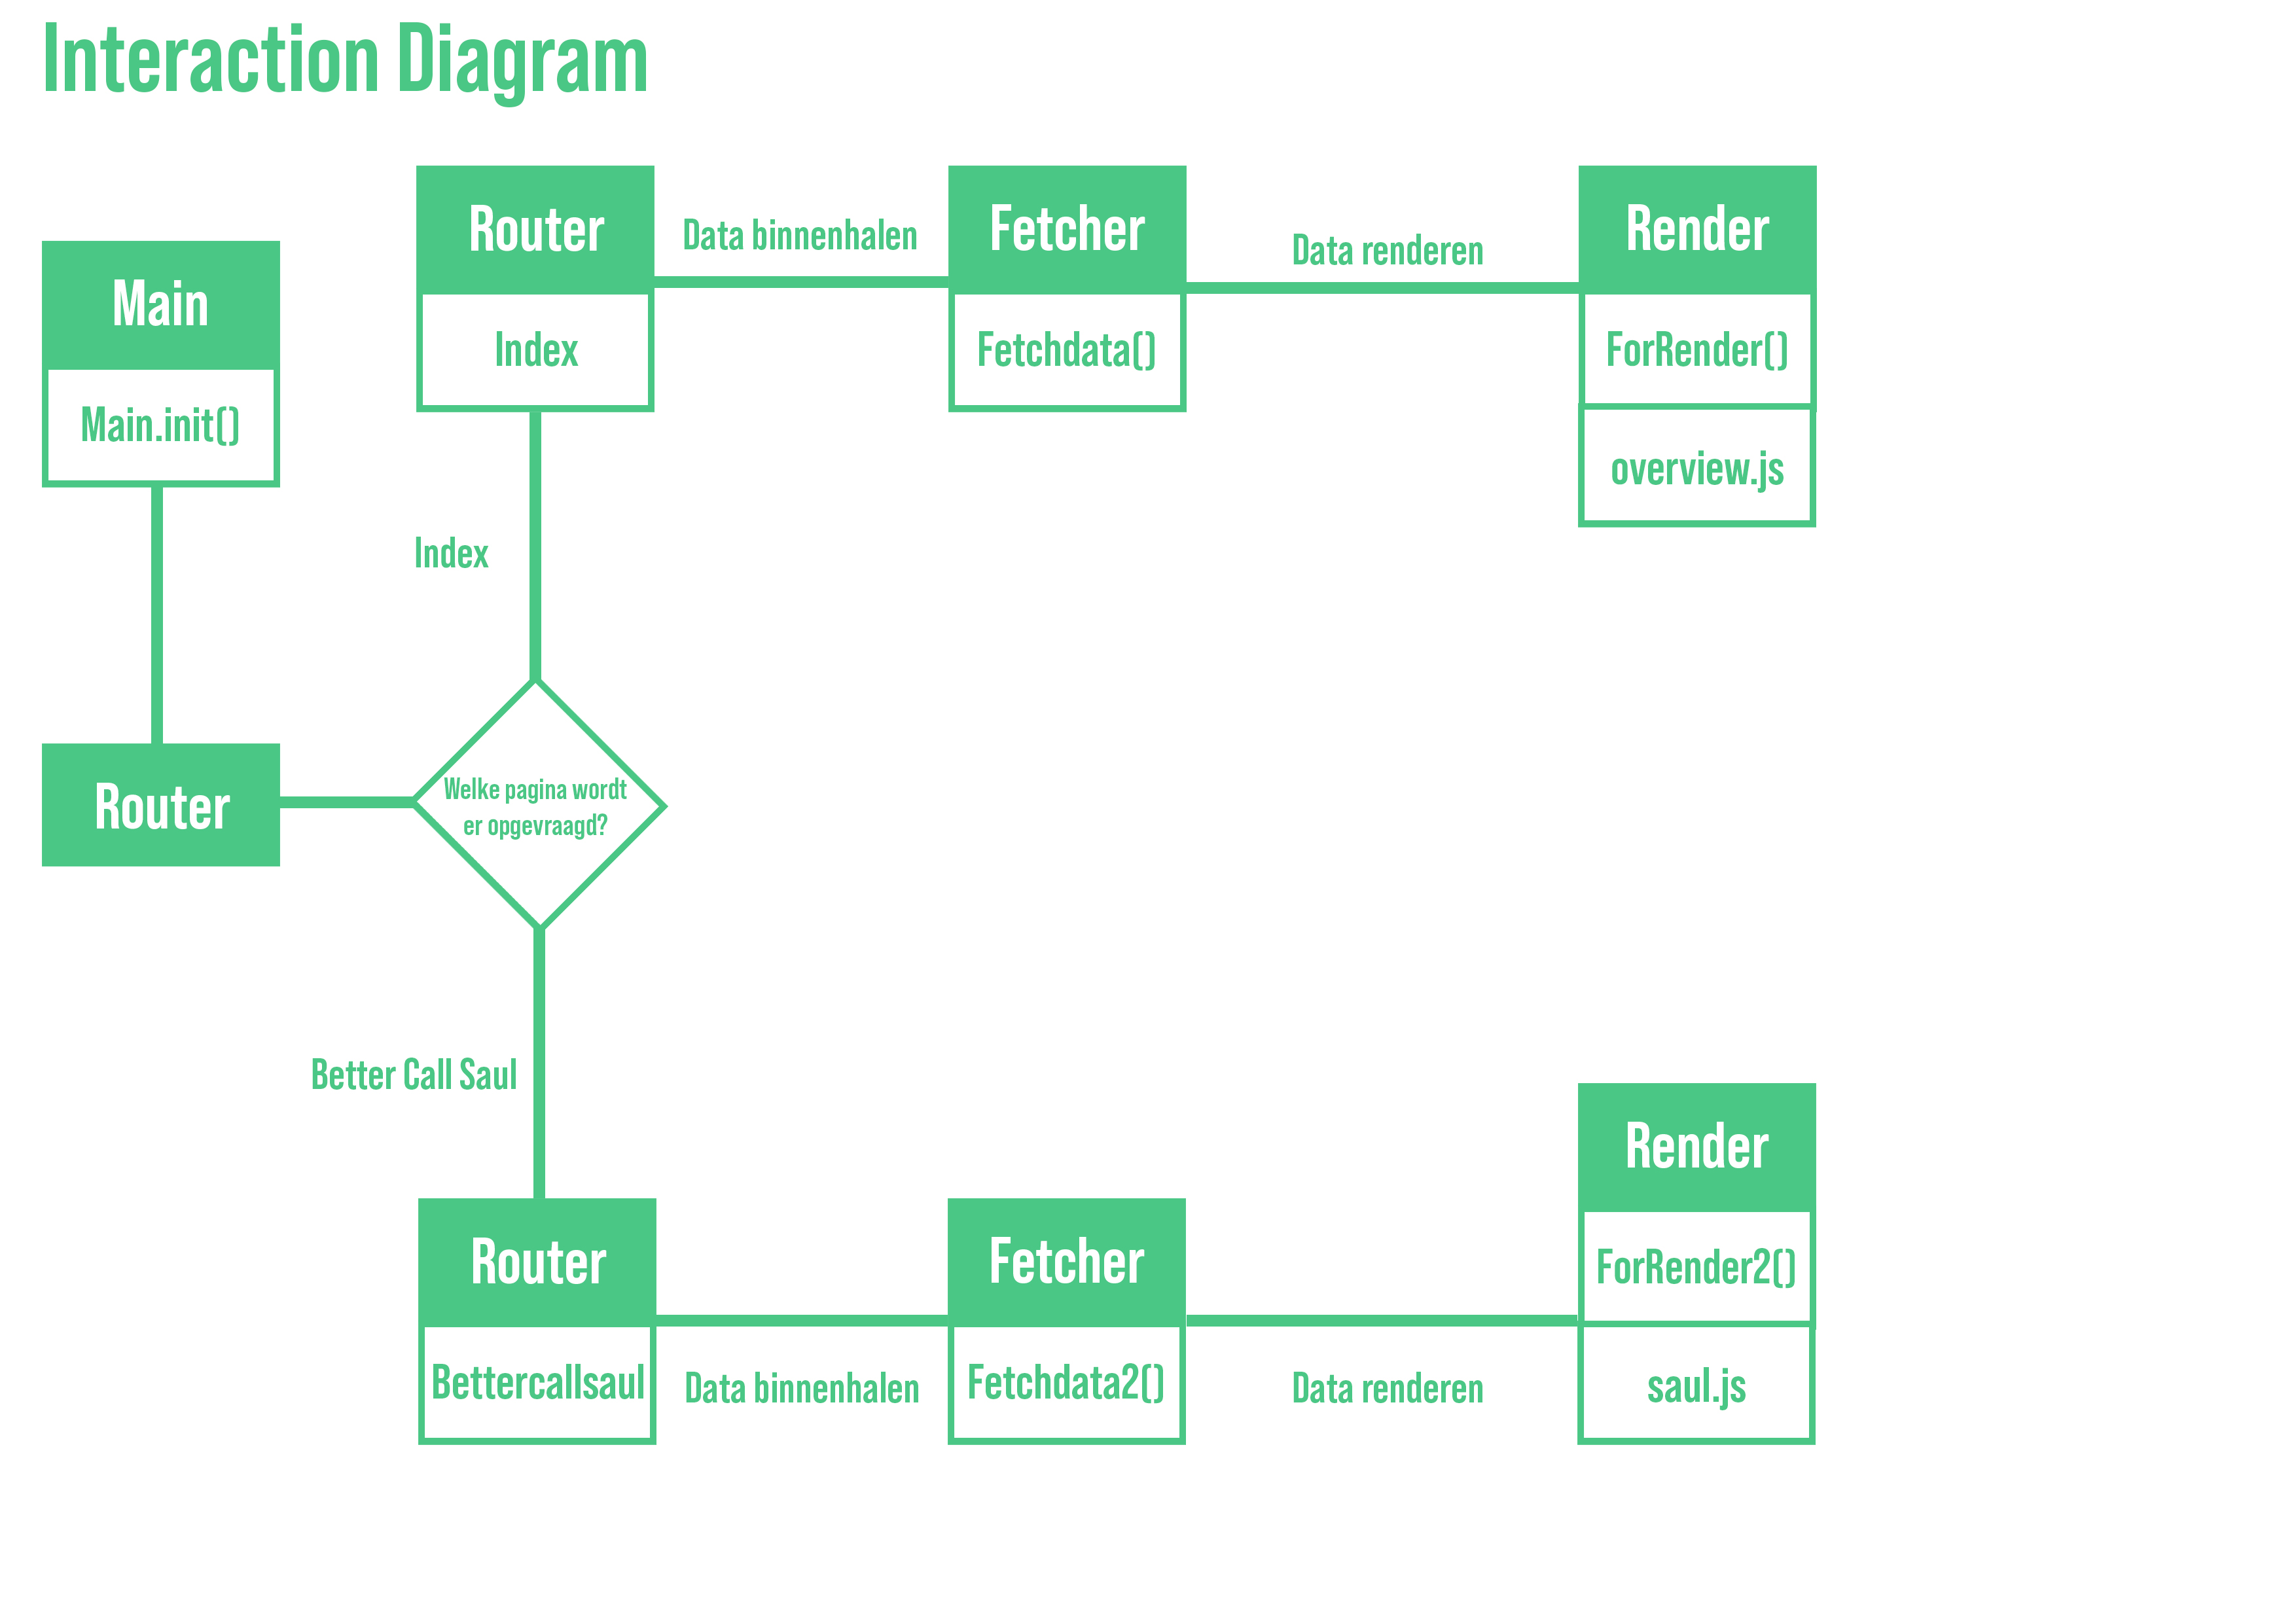 Interaction Diagram
Main
Main.init()
Router
Index
Data binnenhalen
Fetcher
Fetchdata()
Data renderen
Render
ForRender()
overview.js
Index
Router
Welke pagina wordt
er opgevraagd?
Better Call Saul
Router
Bettercallsaul
Data binnenhalen
Fetcher
Fetchdata2()
Data renderen
Render
ForRender2()
saul.js